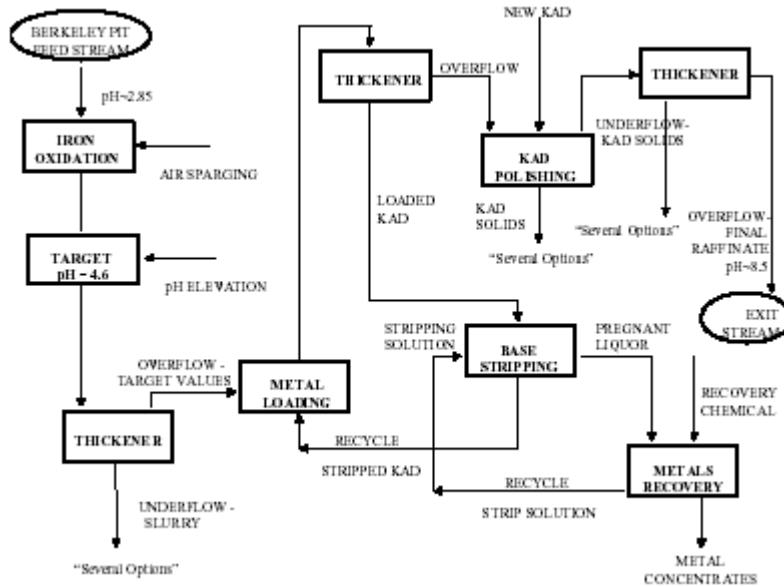 BERKELEY PIT
FEED STREAM
pH~2.85
IRON
OXIDATION
AIR SPARGING
TARGET
pH ~ 4.6
pH ELEVATION
OVERFLOW -
TARGET VALUES
THICKENER
UNDERFLOW -
SLURRY
"Several Options"
METAL
LOADING
THICKENER
OVERFLOW
NEW KAD
KAD
POLISHING
LOADED
KAD
KAD
SOLIDS
"Several Options"
THICKENER
UNDERFLOW-
KAD SOLIDS
"Several Options"
OVERFLOW-
FINAL
RAFFINATE
pH~8.5
EXIT
STREAM
STRIPPING
SOLUTION
BASE
STRIPPING
PREGNANT
LIQUOR
RECYCLE
STRIPPED KAD
RECOVERY
CHEMICAL
METALS
RECOVERY
RECYCLE
STRIP SOLUTION
METAL
CONCENTRATES